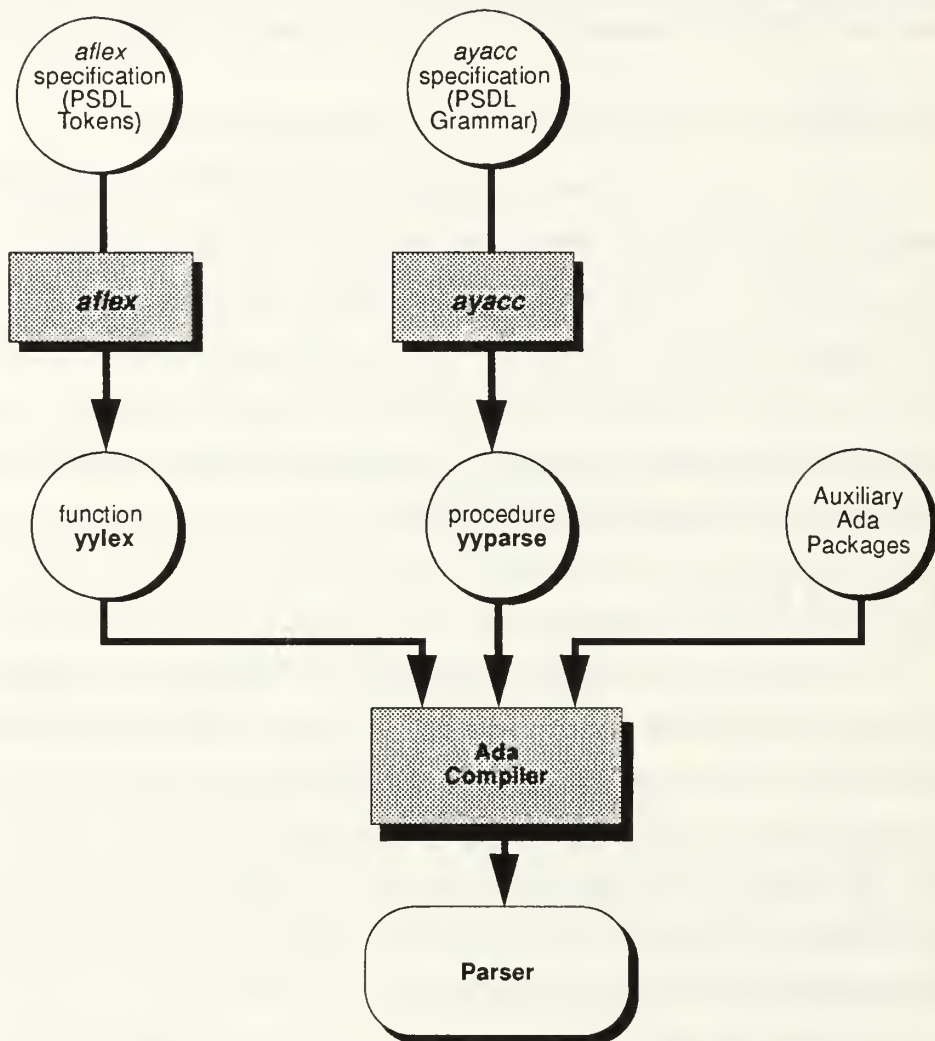 aflex
specification
(PSDL
Tokens)
ayacc
specification
(PSDL
Grammar)
aflex
ayacc
function
yylex
procedure
yyparse
Auxiliary
Ada
Packages
Ada
Compiler
Parser